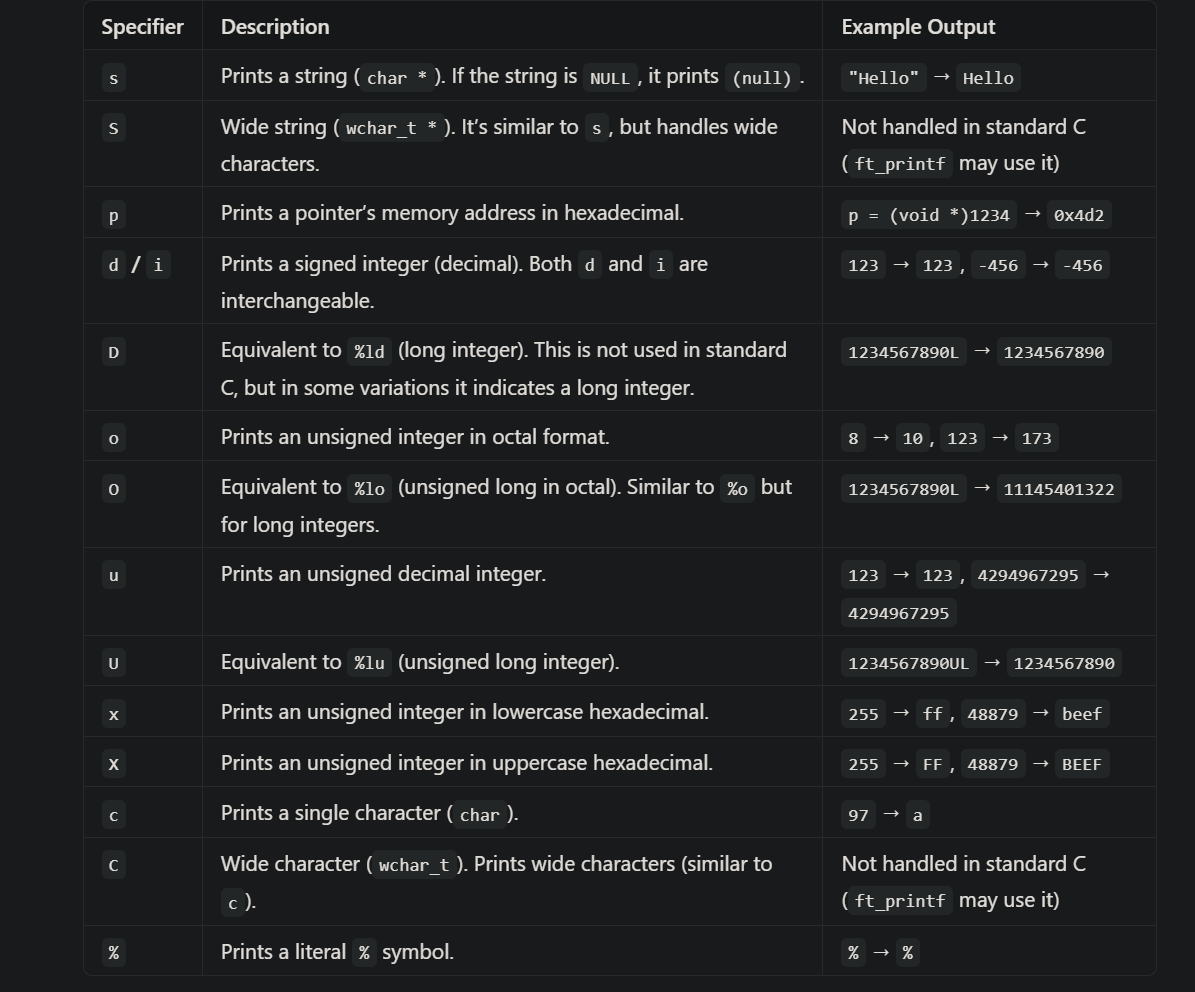 Specifier Description Example Output
s Prints a string ( char * ). If the string is NULL , it prints (null) . "Hello" → Hello
S Wide string ( wchar_t * ). It’s similar to s , but handles wide Not handled in standard C
characters. ( ft_printf may use it)
p Prints a pointer’s memory address in hexadecimal. p = (void *)1234 → 0x4d2
d / i Prints a signed integer (decimal). Both d and i are 123 → 123 , -456 → -456
interchangeable.
D Equivalent to %ld (long integer). This is not used in standard 1234567890L → 1234567890
C, but in some variations it indicates a long integer.
o Prints an unsigned integer in octal format. 8 → 10 , 123 → 173
O Equivalent to %lo (unsigned long in octal). Similar to %o but 1234567890L → 11145401322
for long integers.
u Prints an unsigned decimal integer. 123 → 123 , 4294967295 →
4294967295
U Equivalent to %lu (unsigned long integer). 1234567890UL → 1234567890
x Prints an unsigned integer in lowercase hexadecimal. 255 → ff , 48879 → beef
X Prints an unsigned integer in uppercase hexadecimal. 255 → FF , 48879 → BEEF
c Prints a single character ( char ). 97 → a
C Wide character ( wchar_t ). Prints wide characters (similar to Not handled in standard C
c ). ( ft_printf may use it)
% Prints a literal % symbol. % → %